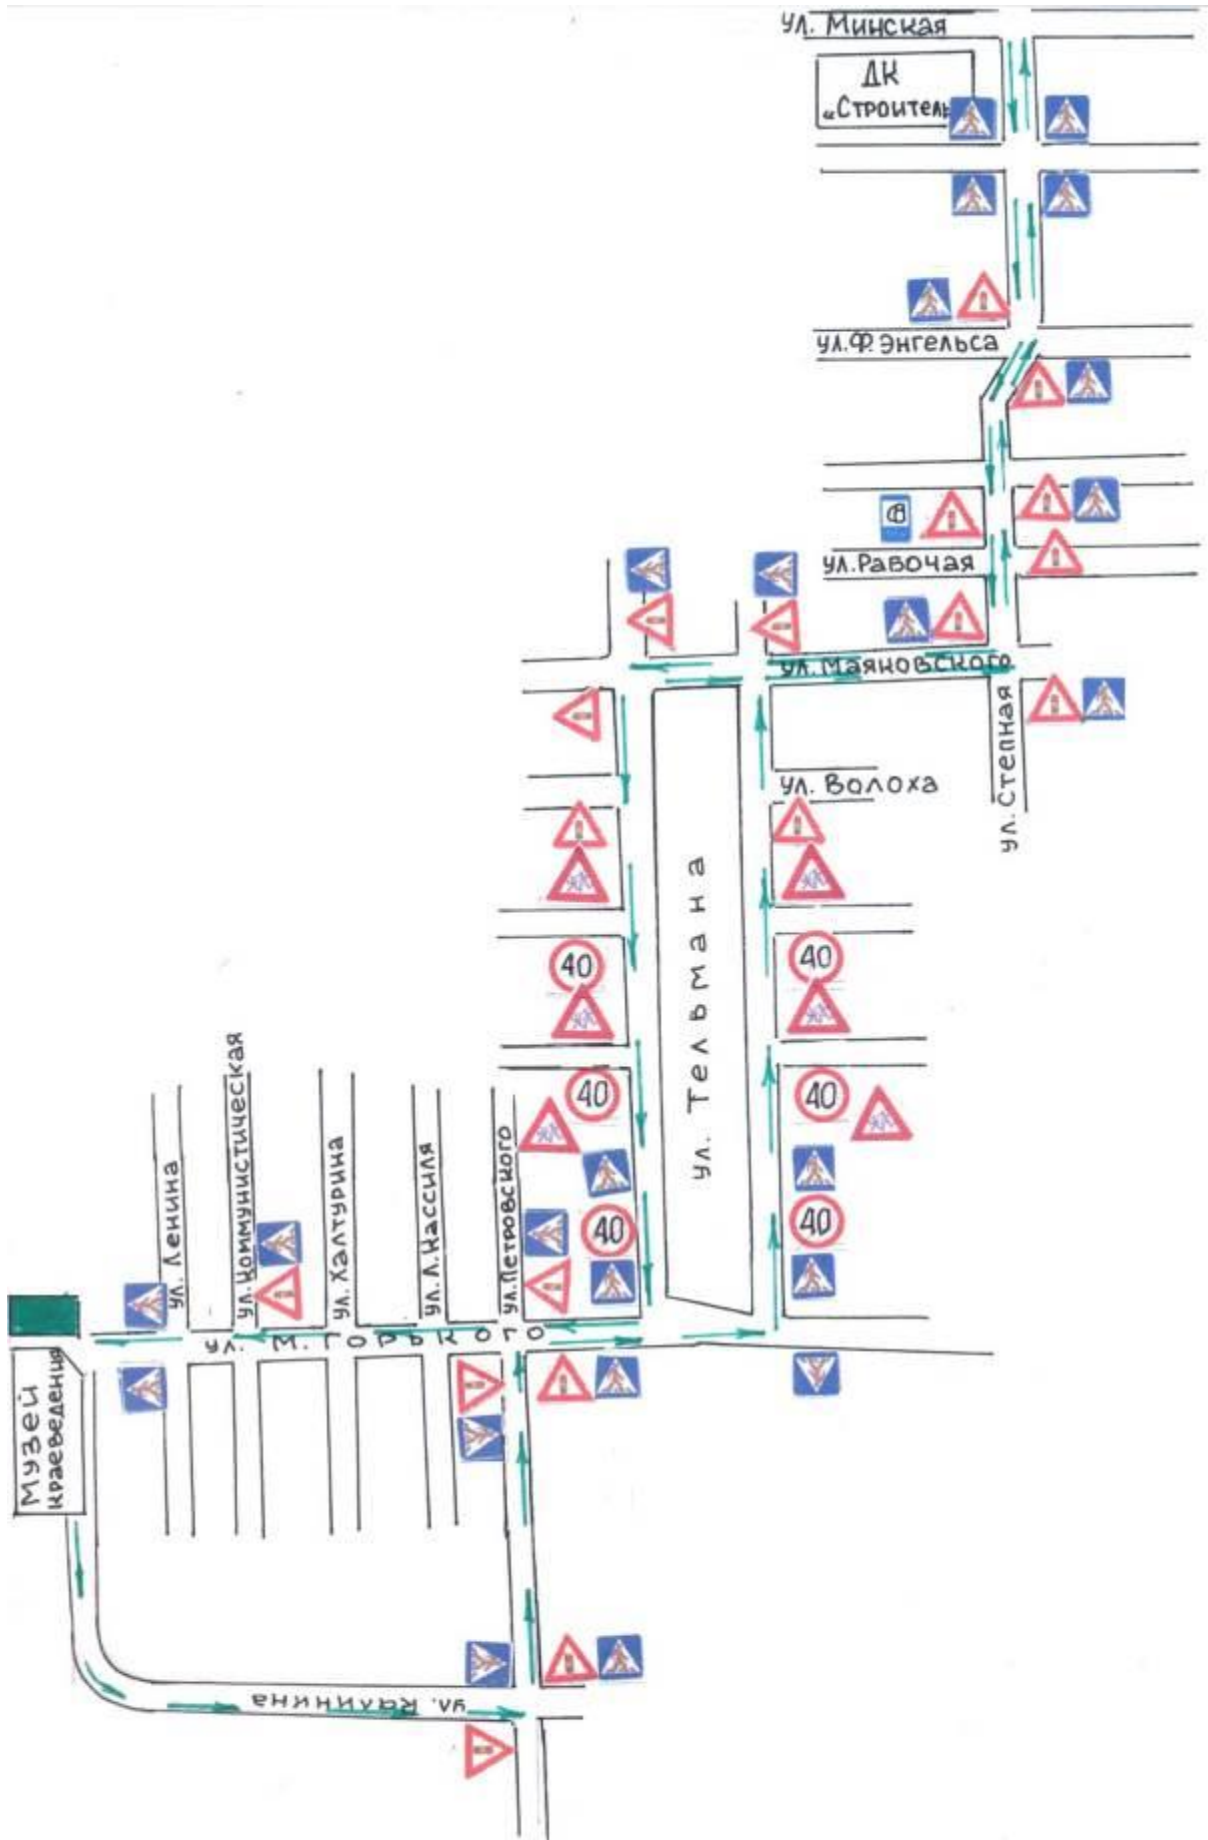 ул. Минская
ДК
«Строитель
ул.Ф. Энгельса
ул.Рабочая
ул. Маяковского
ул. Степная
ул. Волоха
ул. Тельмана
40
40
40
40
40
40
ул. Ленина
ул. Коммунистическая
ул. Халтурина
ул. Л. Кассиля
ул. Петровского
ул. М. Горького
Музей
краеведения
ул. Калинина